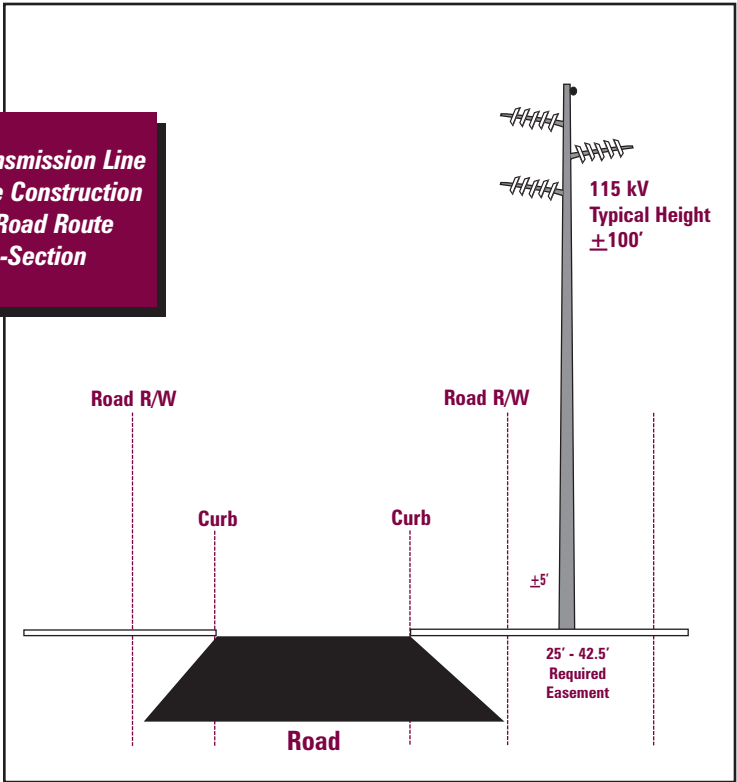 nsmission Line
e Construction
Road Route
-Section
115 kV
Typical Height
±100′
Road R/W
Road R/W
Curb
Curb
±5′
25′ - 42.5′
Required
Easement
Road